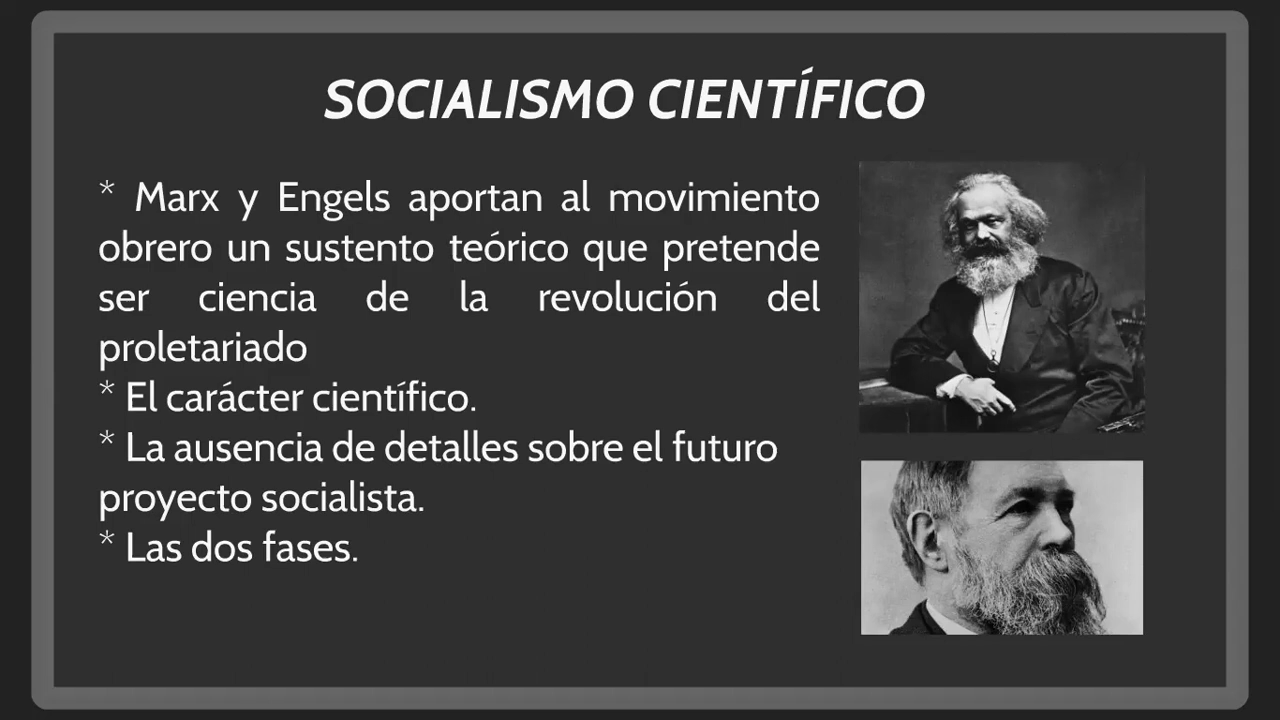 SOCIALISMO CIENTÍFICO
* Marx y Engels aportan al movimiento
obrero un sustento teórico que pretende
ser ciencia de la revolución del
proletariado
* El carácter científico.
* La ausencia de detalles sobre el futuro
proyecto socialista.
* Las dos fases.